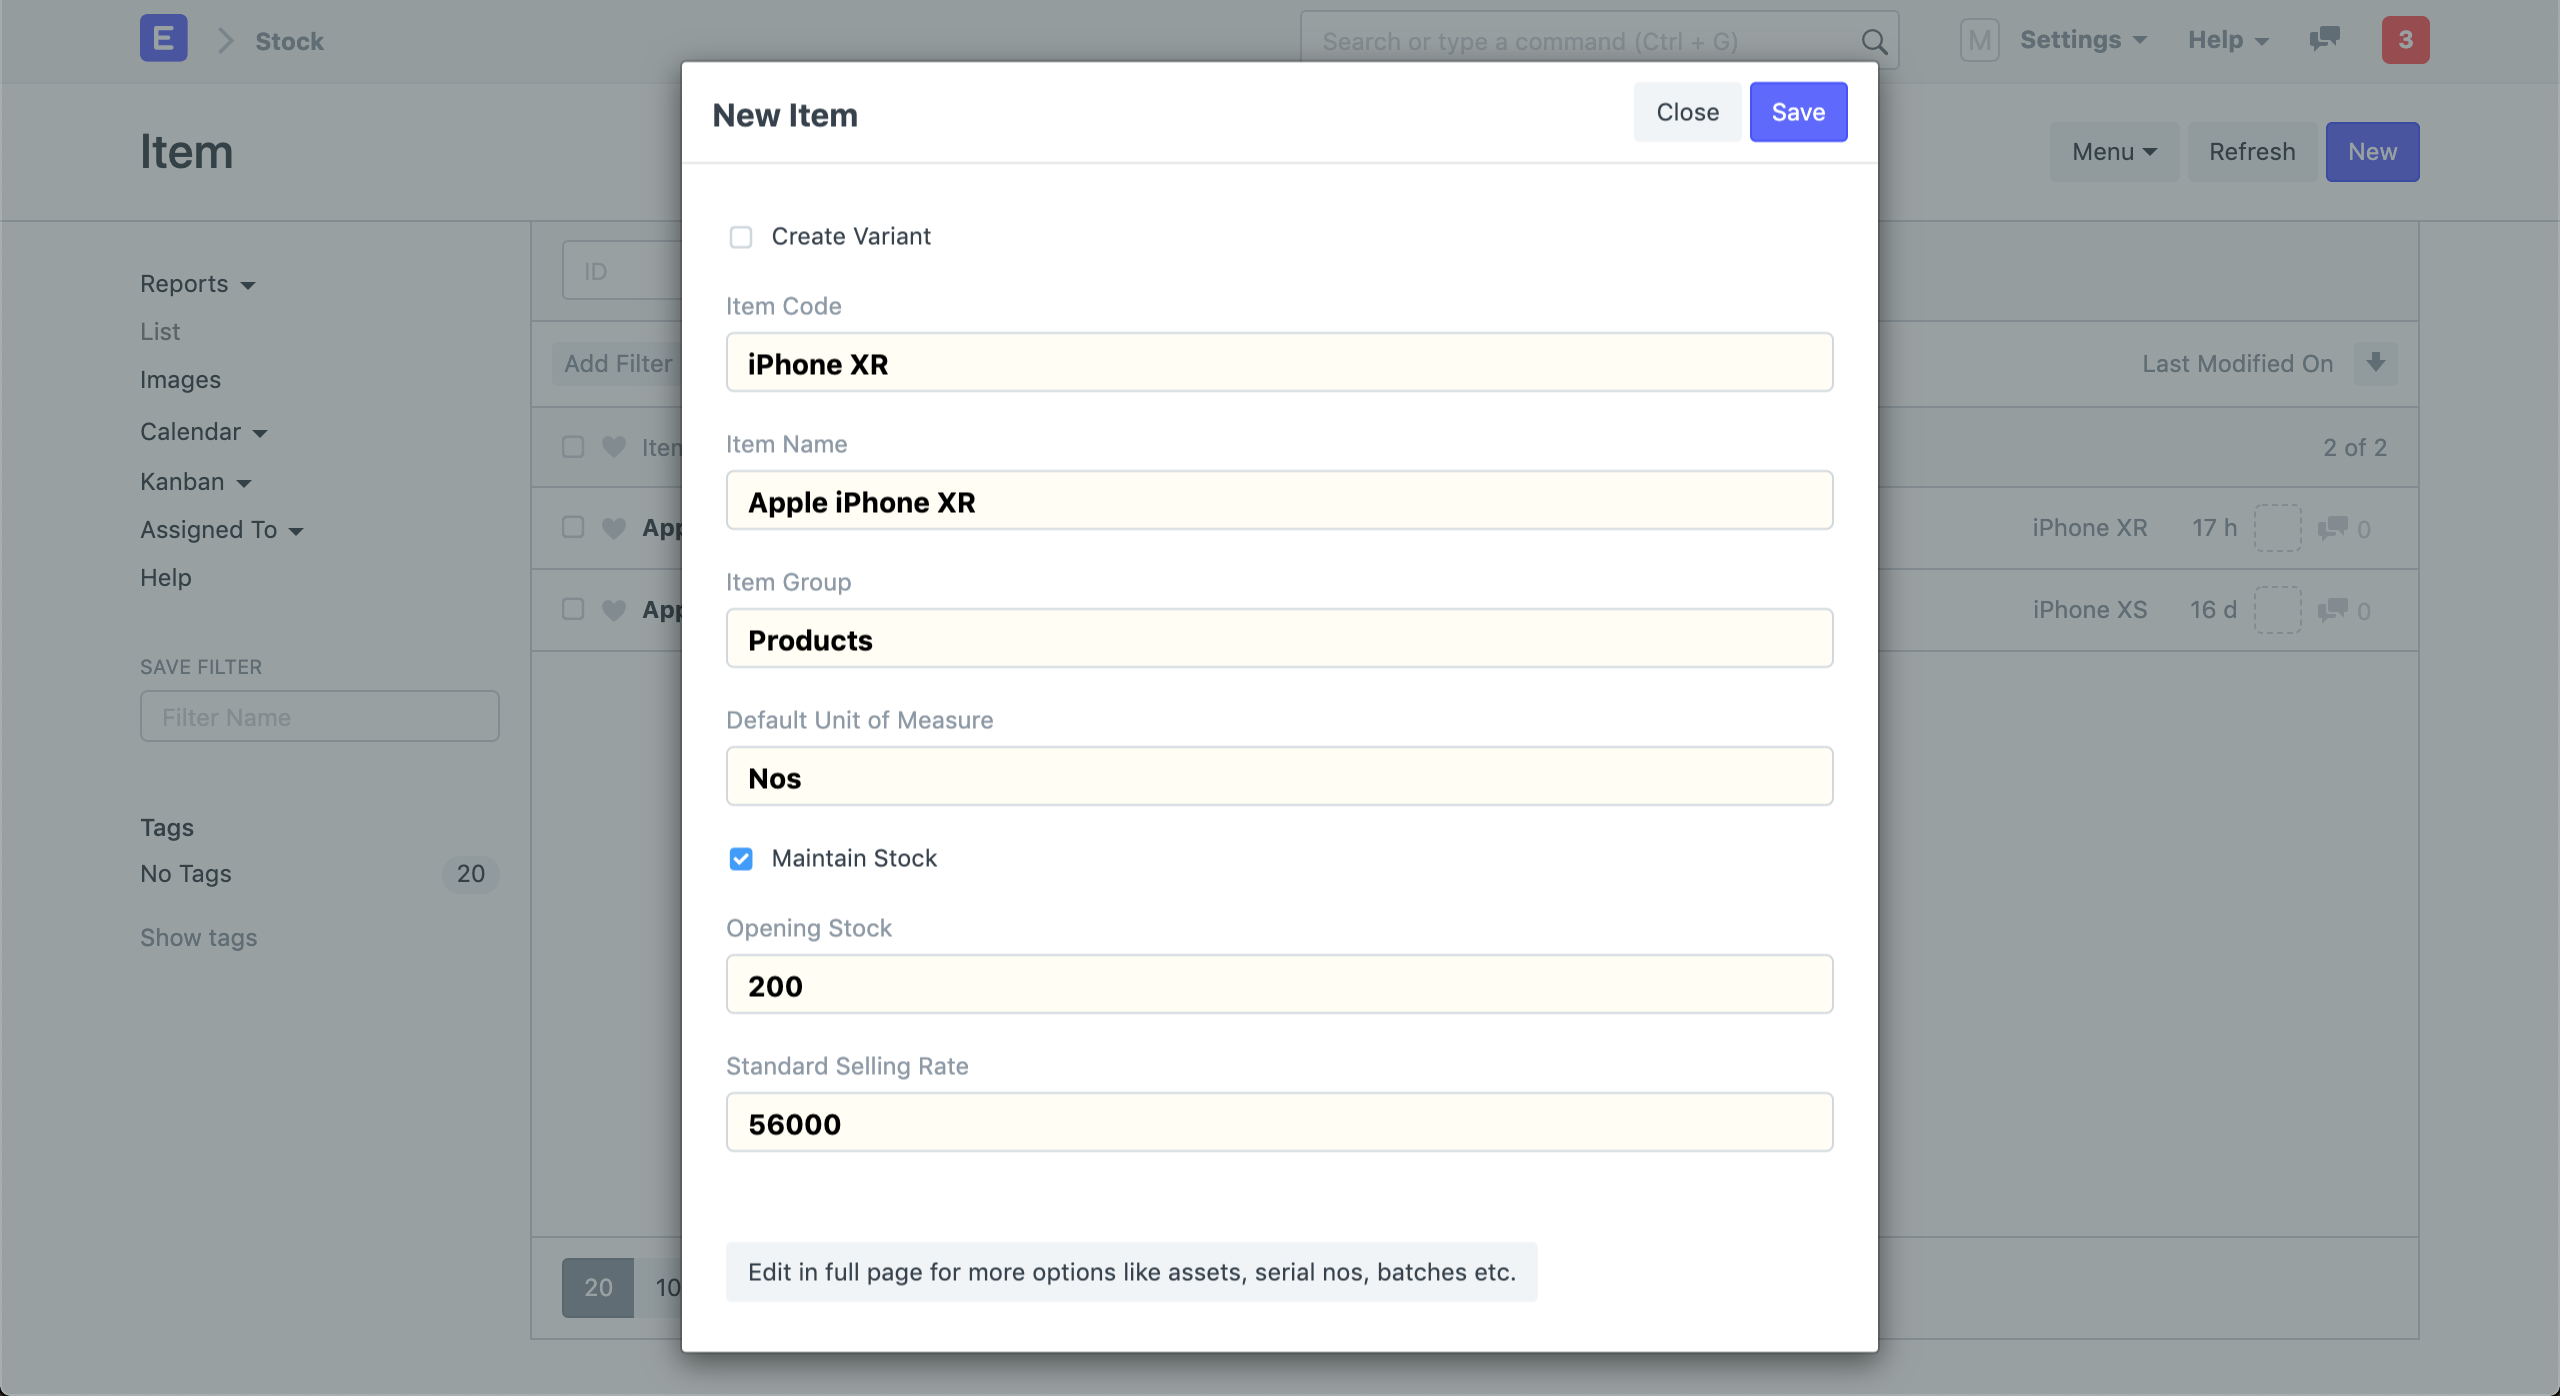 E
Stock
Search or type a command (Ctrl + G)
M
Settings
Help
3
Item
Menu
Refresh
New
Reports
List
Images
Calendar
Kanban
Assigned To
Help
SAVE FILTER
Filter Name
Tags
No Tags 20
Show tags
ID
Add Filter
Last Modified On
2 of 2
iPhone XR 17 h 0
iPhone XS 16 d 0
20
New Item
Close
Save
Create Variant
Item Code
iPhone XR
Item Name
Apple iPhone XR
Item Group
Products
Default Unit of Measure
Nos
Maintain Stock
Opening Stock
200
Standard Selling Rate
56000
Edit in full page for more options like assets, serial nos, batches etc.